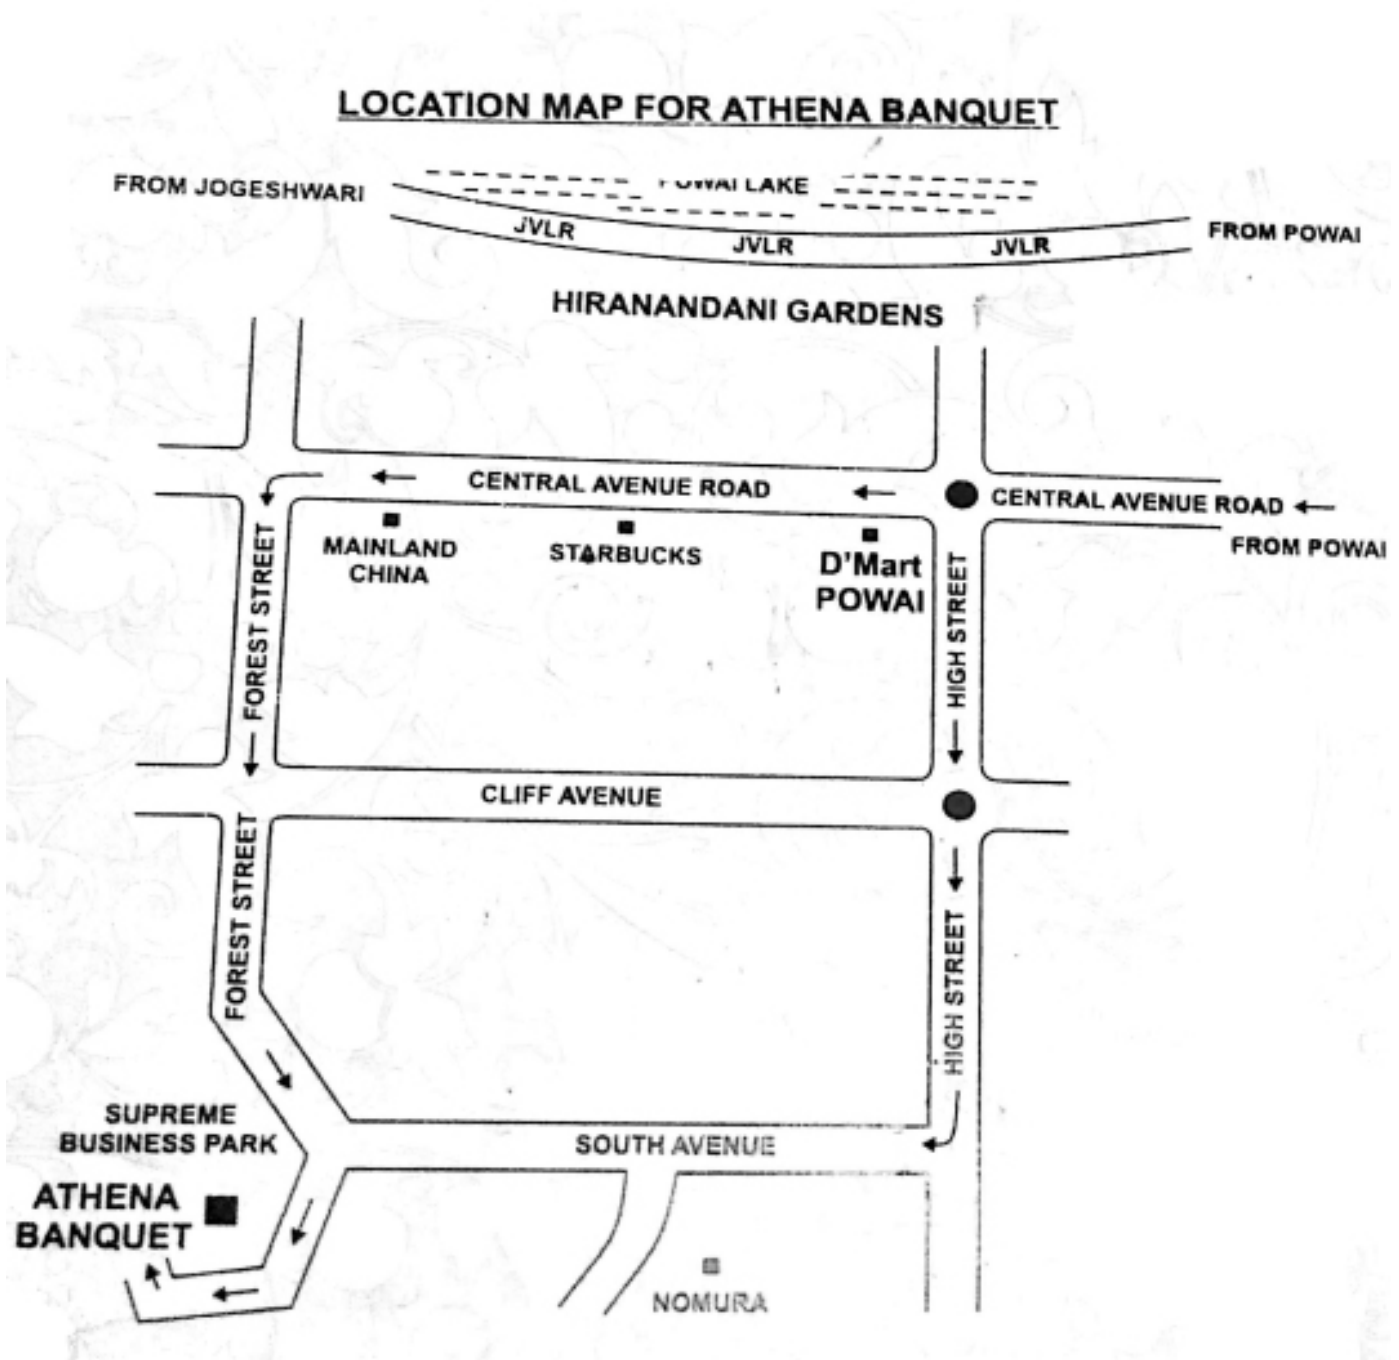 LOCATION MAP FOR ATHENA BANQUET
FROM JOGESHWARI
POWAI LAKE
JVLR
JVLR
JVLR
FROM POWAI
HIRANANDANI GARDENS
CENTRAL AVENUE ROAD
CENTRAL AVENUE ROAD
FROM POWAI
MAINLAND
CHINA
STARBUCKS
D'Mart
POWAI
FOREST STREET
HIGH STREET
CLIFF AVENUE
FOREST STREET
HIGH STREET
SUPREME
BUSINESS PARK
SOUTH AVENUE
ATHENA
BANQUET
NOMURA